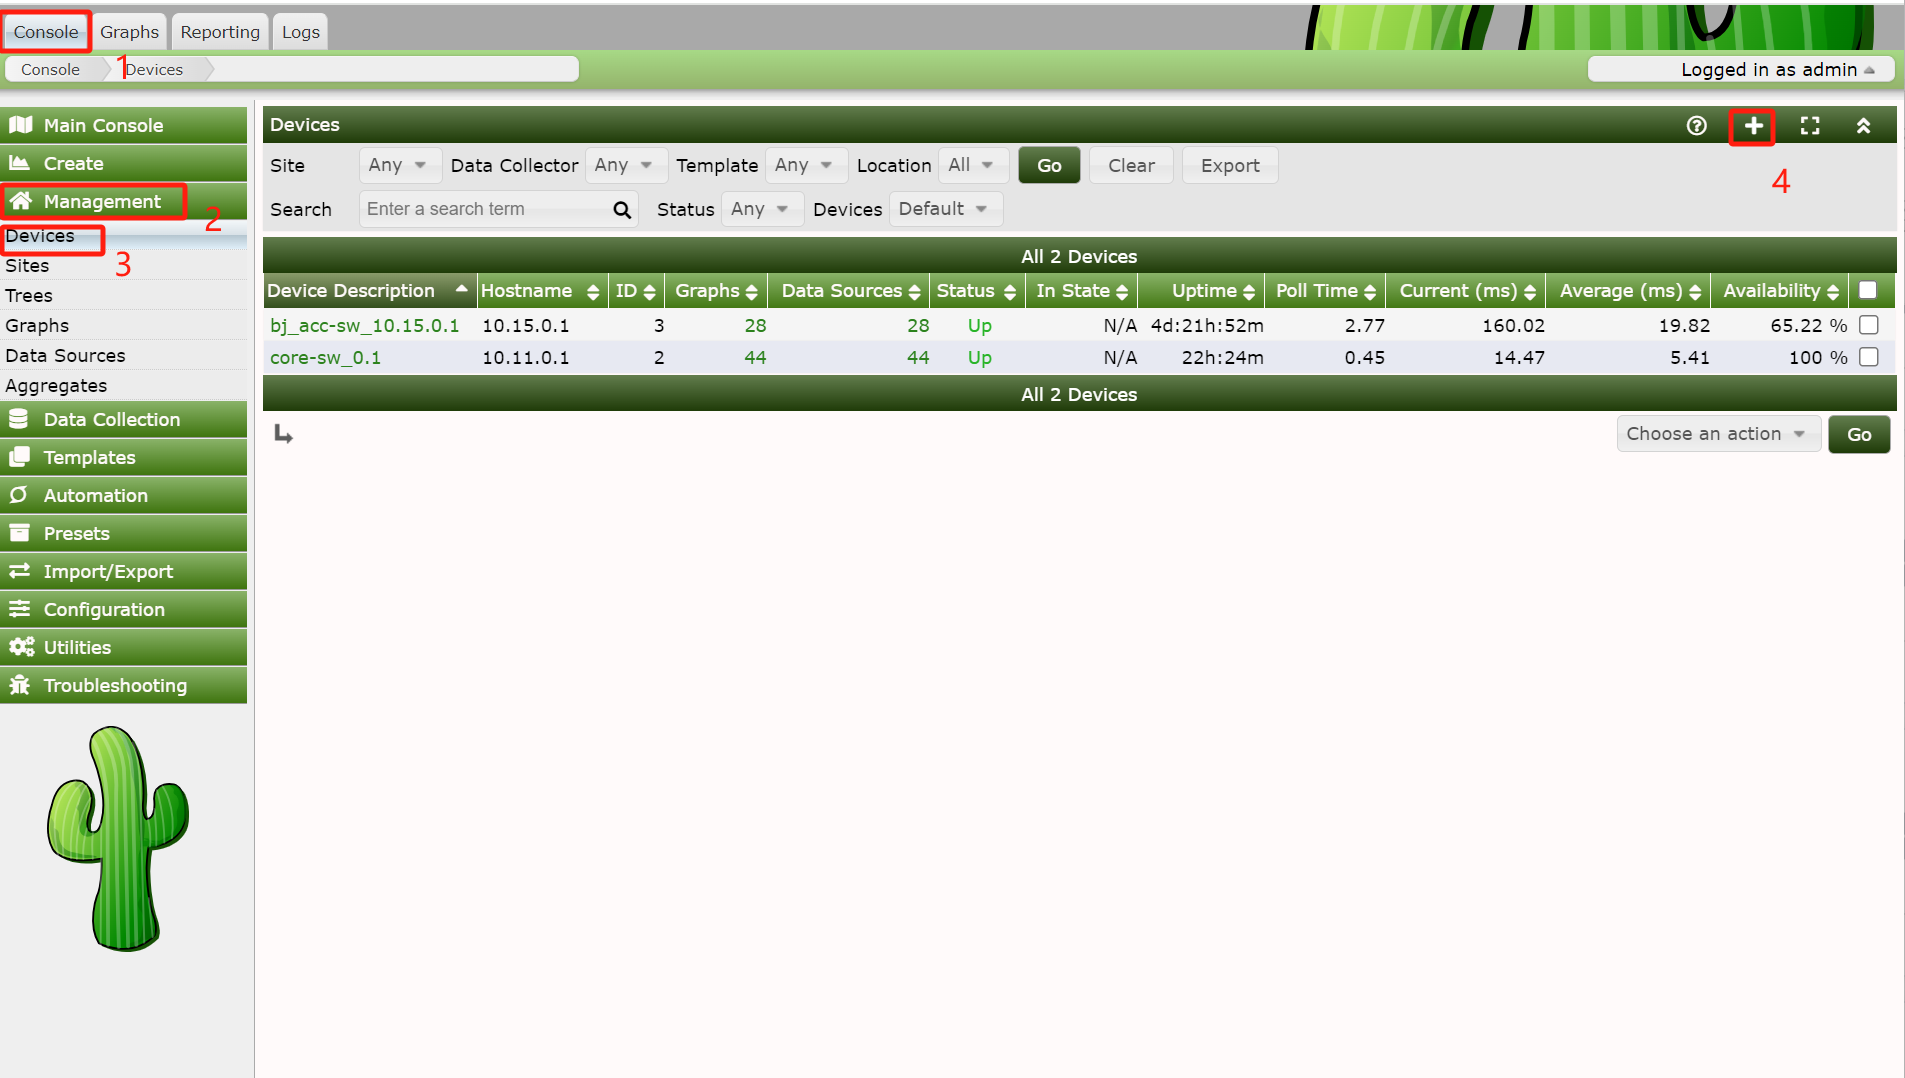 Console Graphs Reporting Logs
Console Devices Logged in as admin
1
Main Console
Create
Management
2
Devices
3
Sites
Trees
Graphs
Data Sources
Aggregates
Data Collection
Templates
Automation
Presets
Import/Export
Configuration
Utilities
Troubleshooting
Devices
4
Site Any Data Collector Any Template Any Location All Go Clear Export
Search Enter a search term Status Any Devices Default
All 2 Devices
Device Description Hostname ID Graphs Data Sources Status In State Uptime Poll Time Current (ms) Average (ms) Availability
bj_acc-sw_10.15.0.1 10.15.0.1 3 28 28 Up N/A 4d:21h:52m 2.77 160.02 19.82 65.22 %
core-sw_0.1 10.11.0.1 2 44 44 Up N/A 22h:24m 0.45 14.47 5.41 100 %
All 2 Devices
Choose an action Go